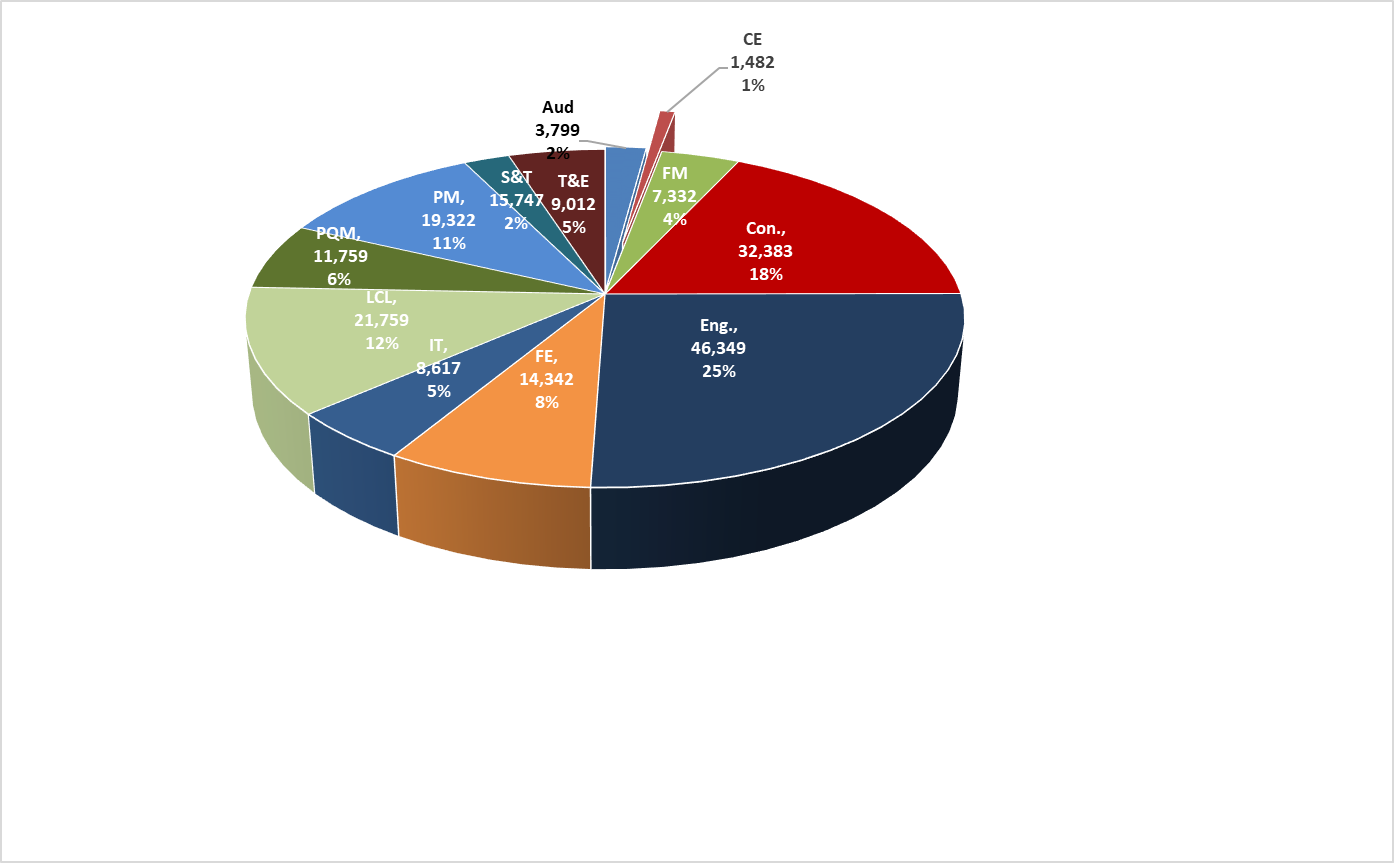 CE
1,482
1%
Aud
3,799
2%
FM
7,332
4%
Con.,
32,383
18%
Eng.,
46,349
25%
FE,
14,342
8%
IT,
8,617
5%
LCL,
21,759
12%
PQM,
11,759
6%
PM,
19,322
11%
S&T
15,747
2%
T&E
9,012
5%